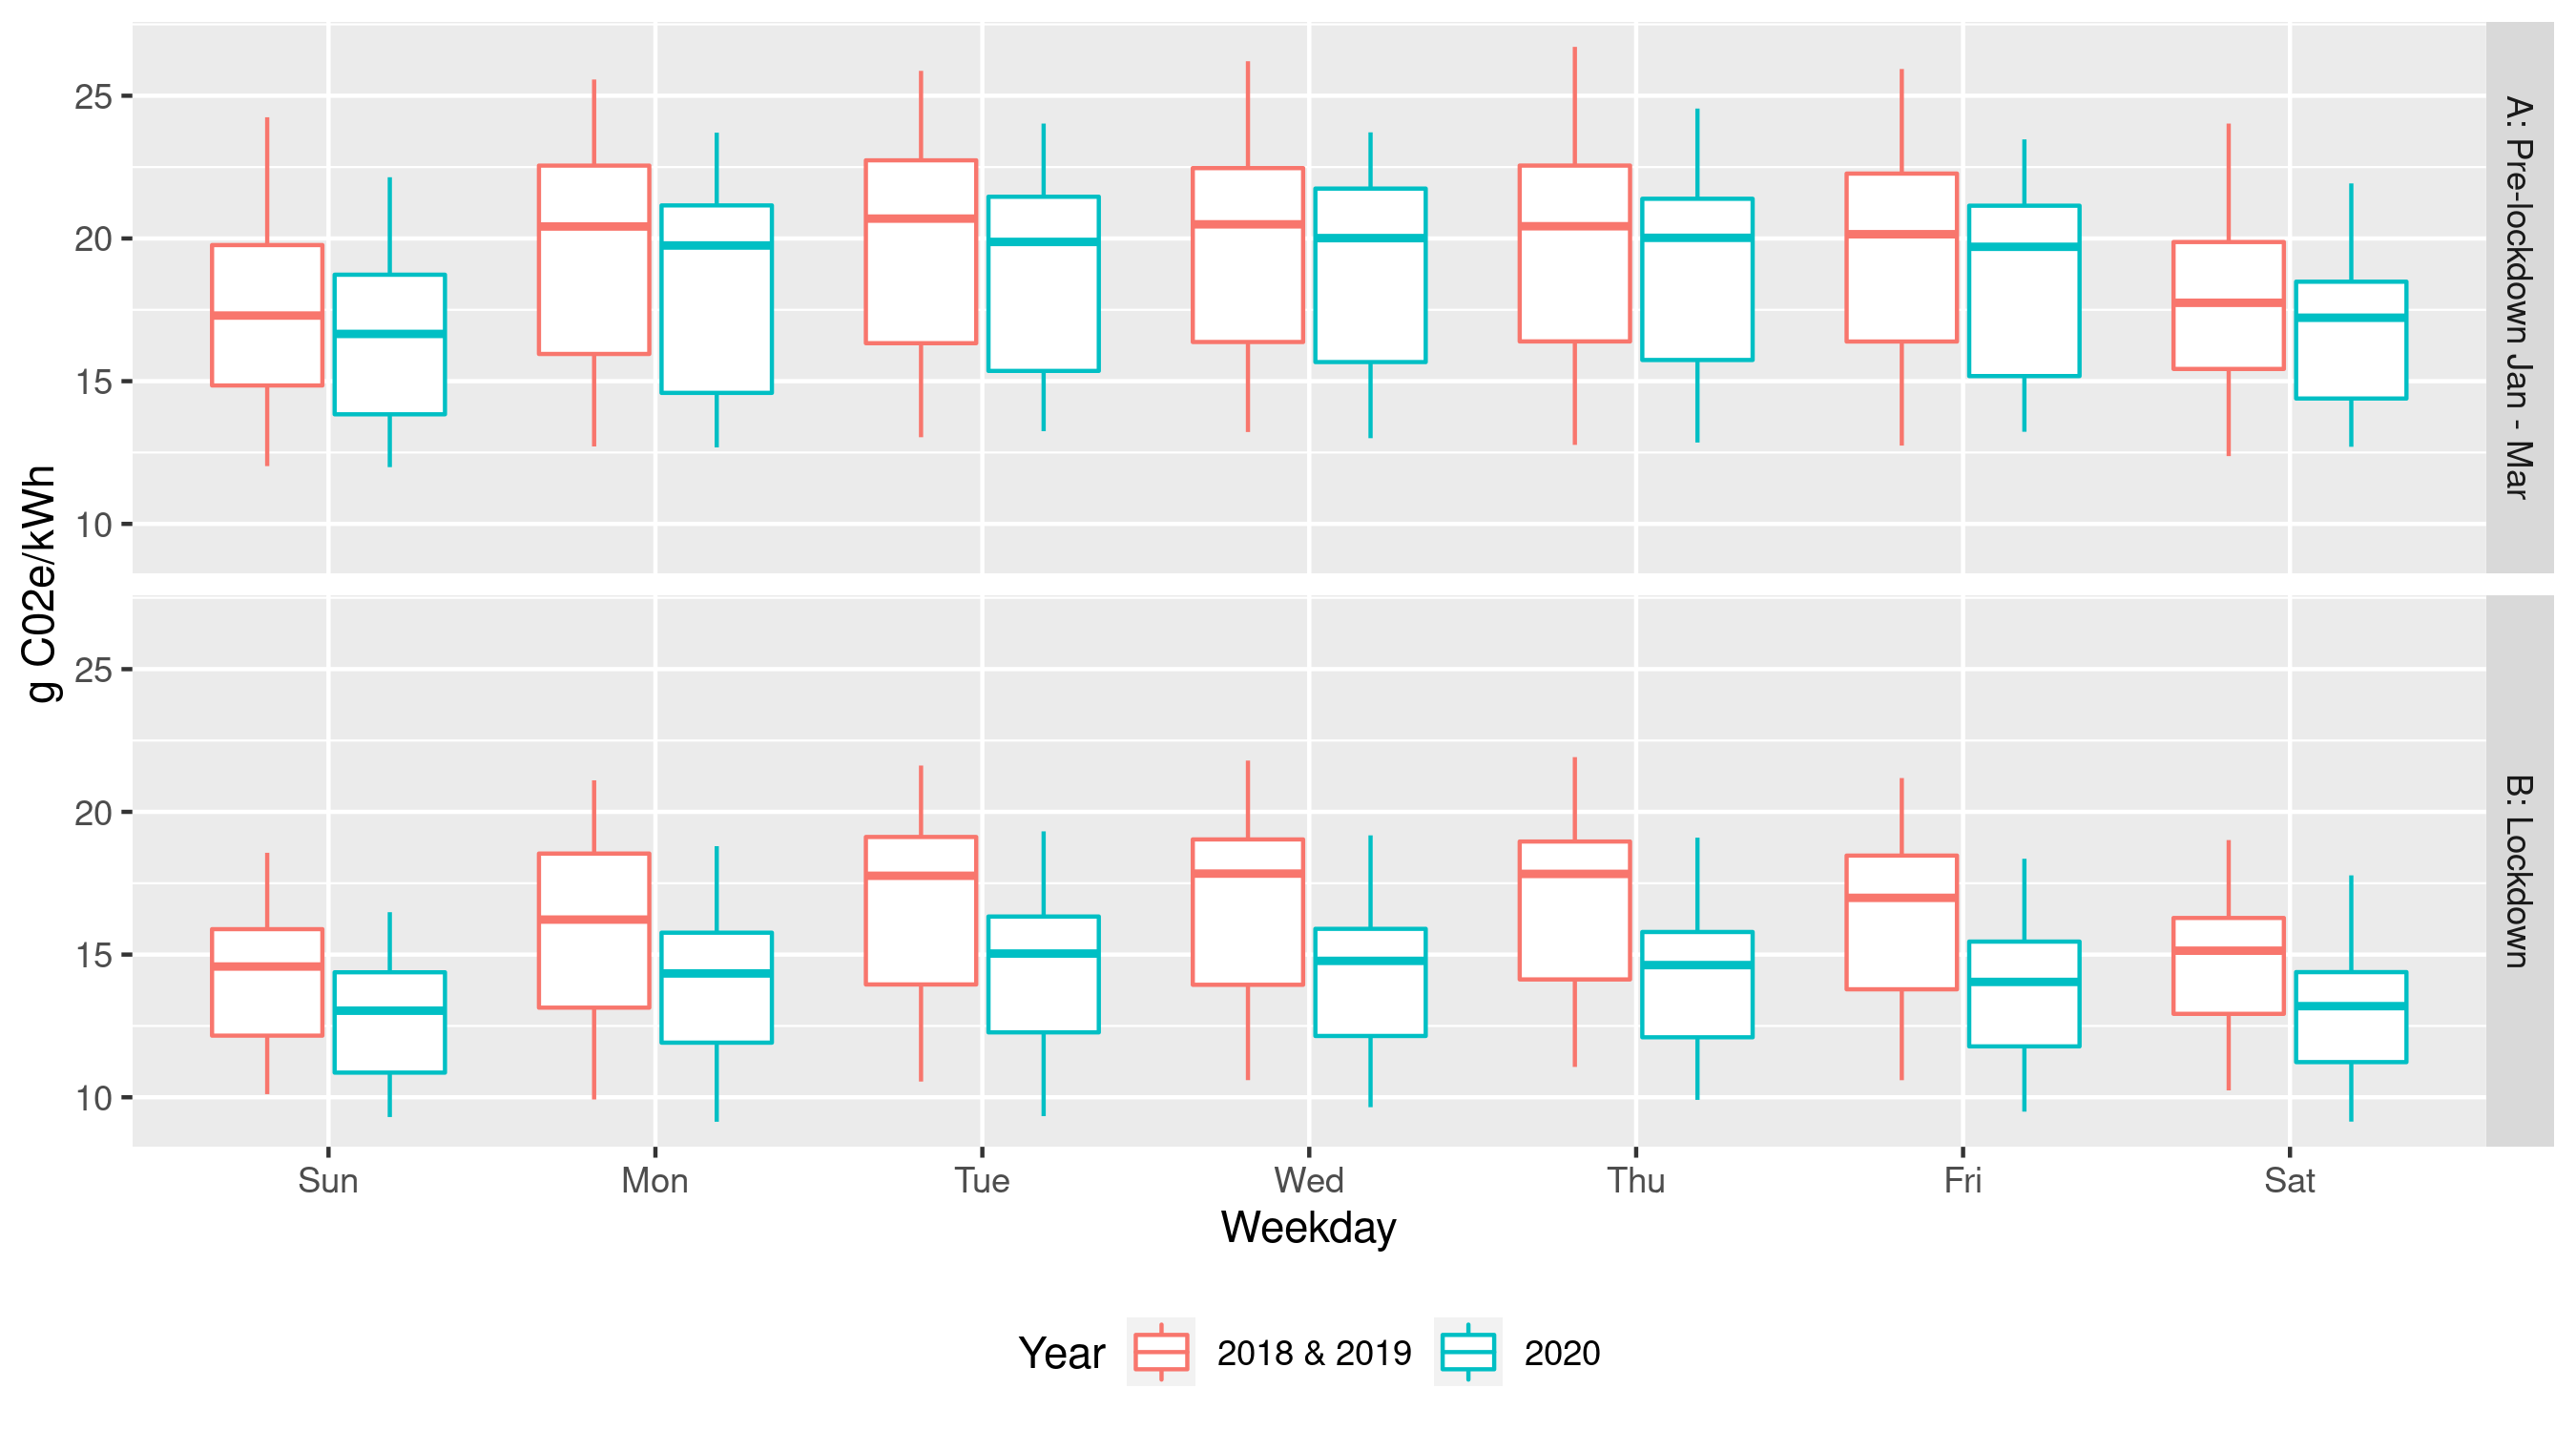 g C02e/kWh
25
20
15
10
A: Pre-lockdown Jan - Mar
25
20
15
10
B: Lockdown
Sun Mon Tue Wed Thu Fri Sat
Weekday
Year 2018 & 2019 2020